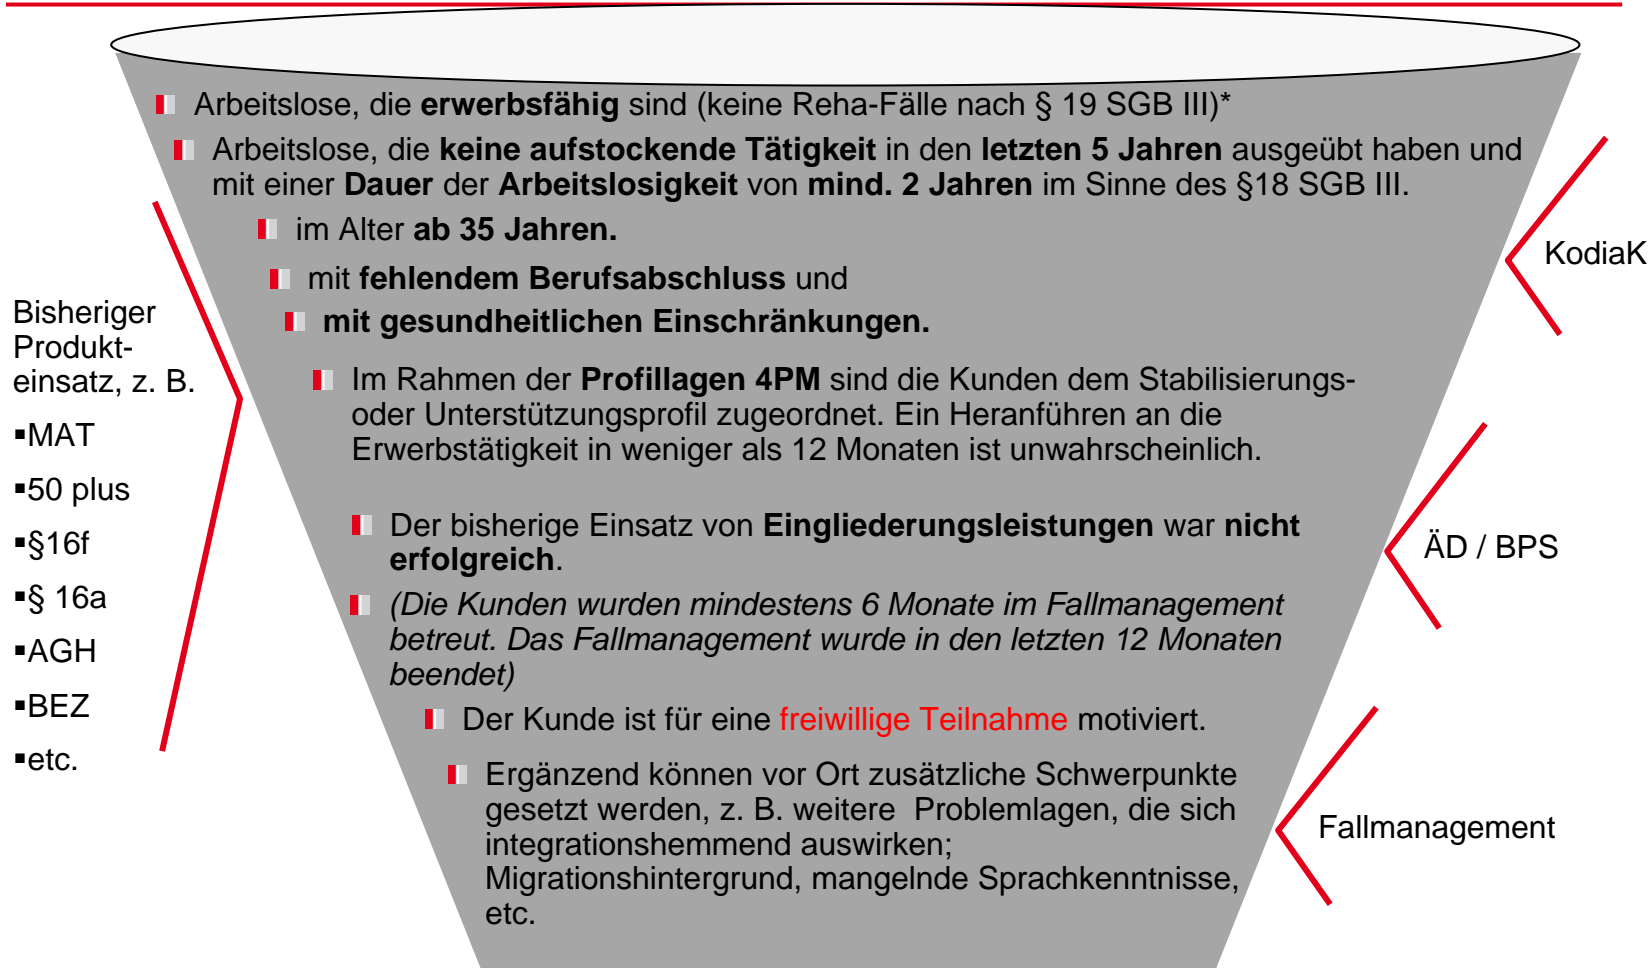 Arbeitslose, die erwerbsfähig sind (keine Reha-Fälle nach § 19 SGB III)*
Arbeitslose, die keine aufstockende Tätigkeit in den letzten 5 Jahren ausgeübt haben und
mit einer Dauer der Arbeitslosigkeit von mind. 2 Jahren im Sinne des §18 SGB III.
im Alter ab 35 Jahren.
mit fehlendem Berufsabschluss und
mit gesundheitlichen Einschränkungen.
Im Rahmen der Profillagen 4PM sind die Kunden dem Stabilisierungs-
oder Unterstützungsprofil zugeordnet. Ein Heranführen an die
Erwerbstätigkeit in weniger als 12 Monaten ist unwahrscheinlich.
Der bisherige Einsatz von Eingliederungsleistungen war nicht
erfolgreich.
(Die Kunden wurden mindestens 6 Monate im Fallmanagement
betreut. Das Fallmanagement wurde in den letzten 12 Monaten
beendet)
Der Kunde ist für eine freiwillige Teilnahme motiviert.
Ergänzend können vor Ort zusätzliche Schwerpunkte
gesetzt werden, z. B. weitere  Problemlagen, die sich
integrationshemmend auswirken;
Migrationshintergrund, mangelnde Sprachkenntnisse,
etc.
Bisheriger
Produkt-
einsatz, z. B.
▪MAT
▪50 plus
▪§16f
▪§ 16a
▪AGH
▪BEZ
▪etc.
KodiaK
ÄD / BPS
Fallmanagement